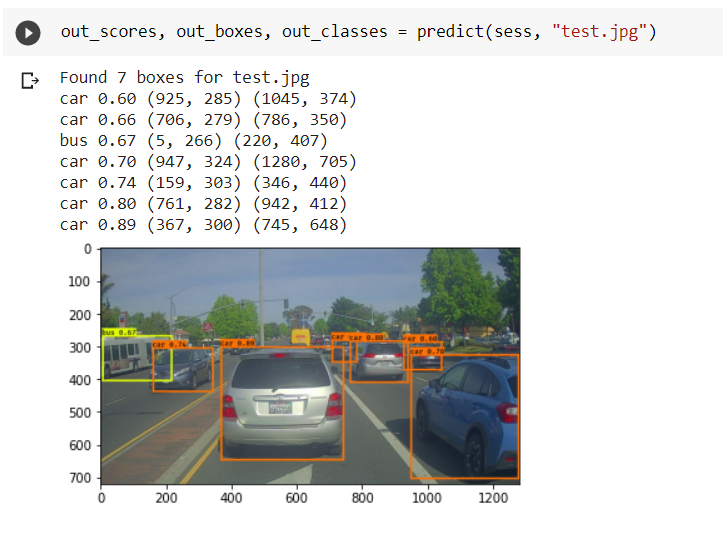 out_scores, out_boxes, out_classes = predict(sess, "test.jpg")
Found 7 boxes for test.jpg
car 0.60 (925, 285) (1045, 374)
car 0.66 (706, 279) (786, 350)
bus 0.67 (5, 266) (220, 407)
car 0.70 (947, 324) (1280, 705)
car 0.74 (159, 303) (346, 440)
car 0.80 (761, 282) (942, 412)
car 0.89 (367, 300) (745, 648)
0
100
200
300
400
500
600
700
bus 0.67
car 0.74
car 0.89
car
car 0.80
car 0.60
car 0.70
0 200 400 600 800 1000 1200